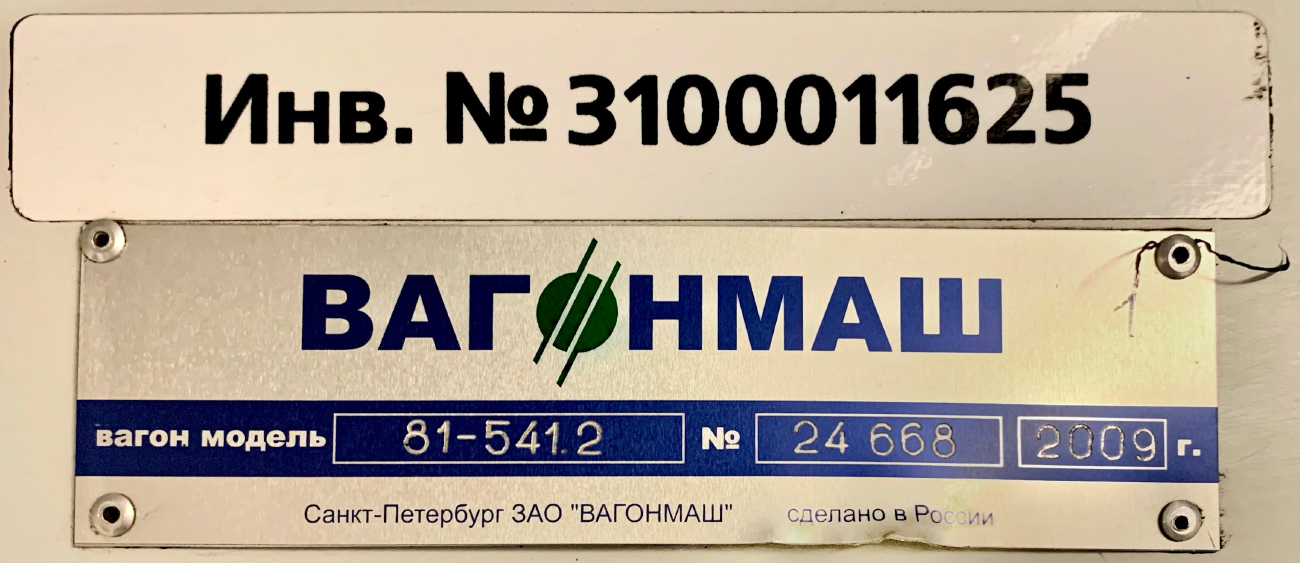 Инв. № 3100011625
ВАГОНМАШ
вагон модель 81-541.2 № 24 668 2009 г.
Санкт-Петербург ЗАО "ВАГОНМАШ" сделано в России